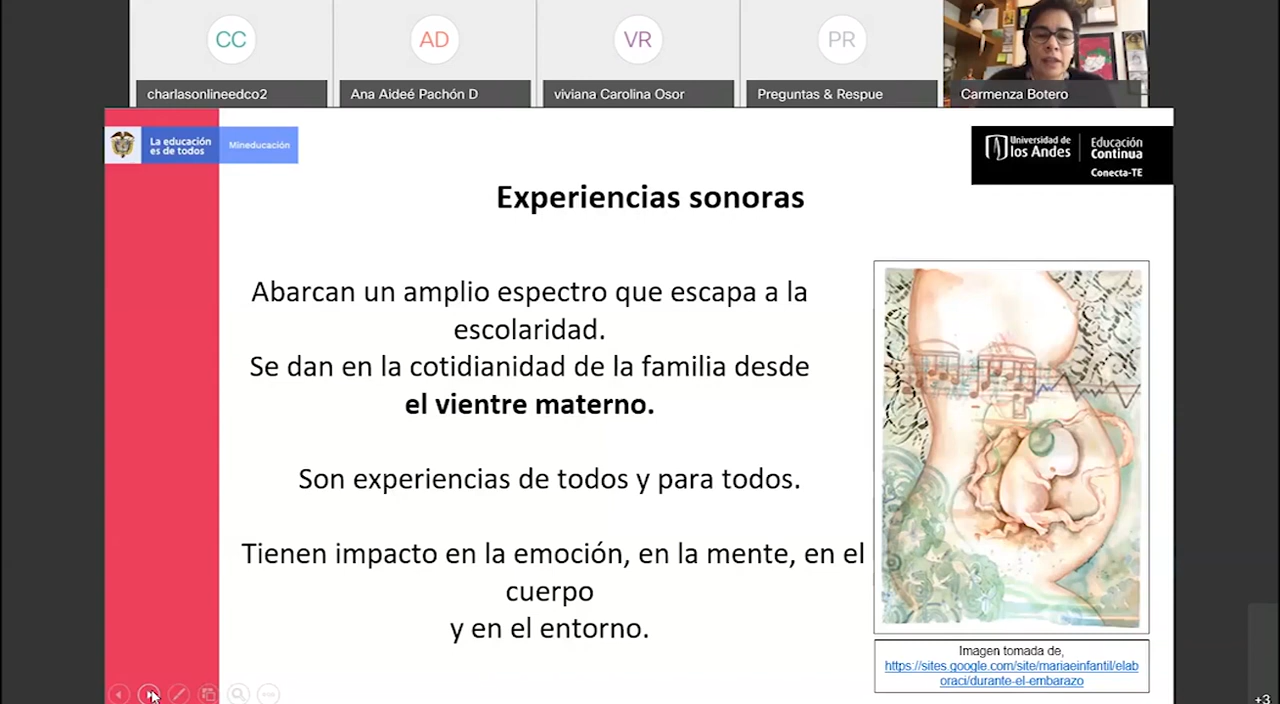 CC
AD
VR
PR
charlasonlineedco2
Ana Aideé Pachón D
viviana Carolina Osor
Preguntas & Respue
Carmenza Botero
La educación
es de todos
Mineducación
Universidad de
los Andes
Educación
Continua
Conecta-TE
Experiencias sonoras
Abarcan un amplio espectro que escapa a la
escolaridad.
Se dan en la cotidianidad de la familia desde
el vientre materno.
Son experiencias de todos y para todos.
Tienen impacto en la emoción, en la mente, en el
cuerpo
y en el entorno.
Imagen tomada de,
https://sites.google.com/site/mariaeinfantil/elab
oraci/durante-el-embarazo
+3